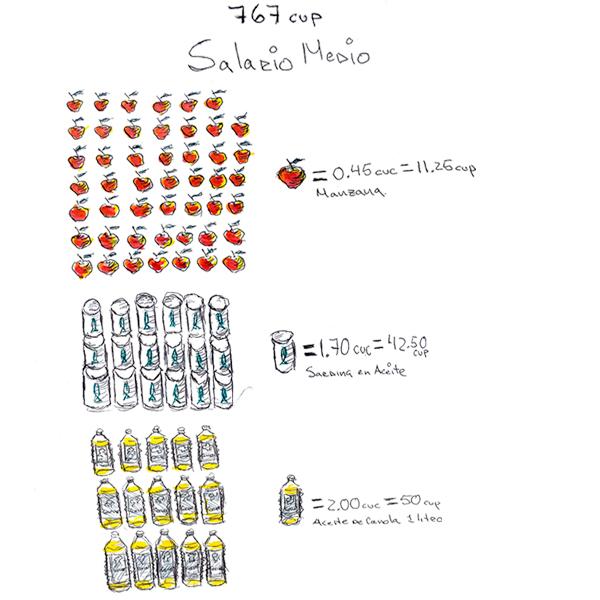 767 cup
Salario Medio
= 0.45 cuc = 11.25 cup
Manzana
= 1.70 cuc = 42.50 cup
Sardina en Aceite
= 2.00 cuc = 50 cup
Aceite de Canola 1 litro